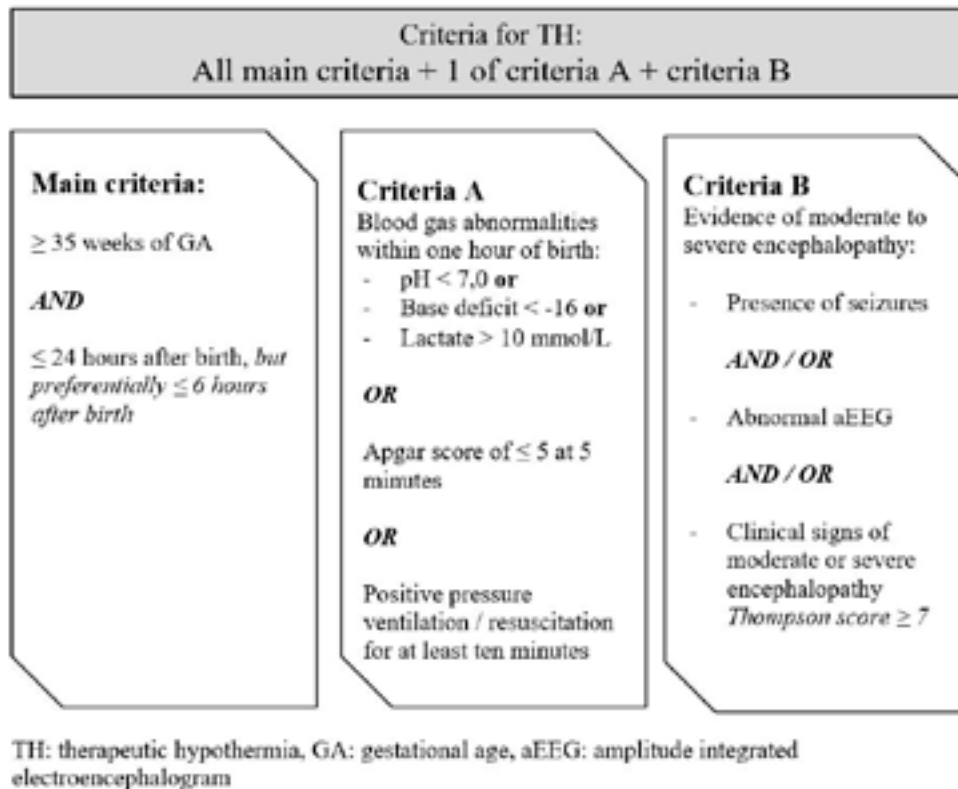 Criteria for TH:
All main criteria + 1 of criteria A + criteria B
Main criteria:
≥ 35 weeks of GA
AND
≤ 24 hours after birth, but
preferentially ≤ 6 hours
after birth
Criteria A
Blood gas abnormalities
within one hour of birth:
- pH < 7,0 or
- Base deficit < -16 or
- Lactate > 10 mmol/L
OR
Apgar score of ≤ 5 at 5
minutes
OR
Positive pressure
ventilation / resuscitation
for at least ten minutes
Criteria B
Evidence of moderate to
severe encephalopathy:
- Presence of seizures
AND / OR
- Abnormal aEEG
AND / OR
- Clinical signs of
moderate or severe
encephalopathy
Thompson score ≥ 7
TH: therapeutic hypothermia, GA: gestational age, aEEG: amplitude integrated
electroencephalogram